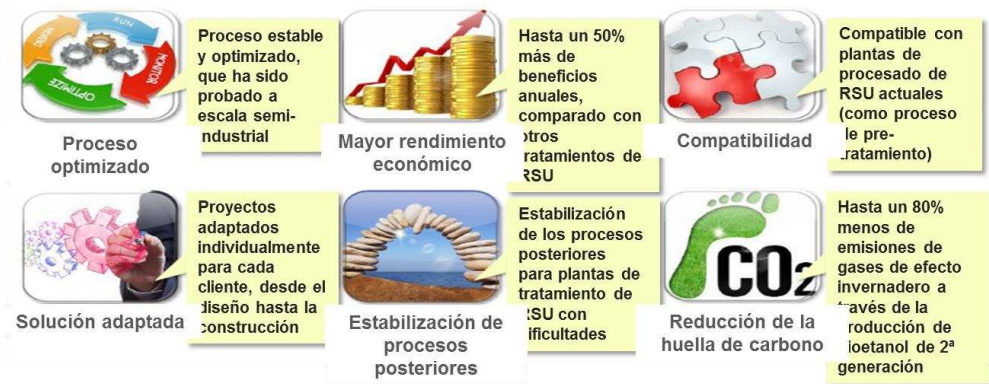 RUN
MONITOR
OPTIMIZE
Proceso
optimizado
Proceso estable
y optimizado,
que ha sido
probado a
escala semi-
industrial
Mayor rendimiento
económico
Hasta un 50%
más de
beneficios
anuales,
comparado con
otros
tratamientos de
RSU
Compatibilidad
Compatible con
plantas de
procesado de
RSU actuales
(como proceso
de pre-
tratamiento)
Solución adaptada
Proyectos
adaptados
individualmente
para cada
cliente, desde el
diseño hasta la
construcción
Estabilización de
procesos
posteriores
Estabilización
de los procesos
posteriores
para plantas de
tratamiento de
RSU con
dificultades
CO2
Reducción de la
huella de carbono
Hasta un 80%
menos de
emisiones de
gases de efecto
invernadero a
través de la
producción de
bioetanol de 2ª
generación